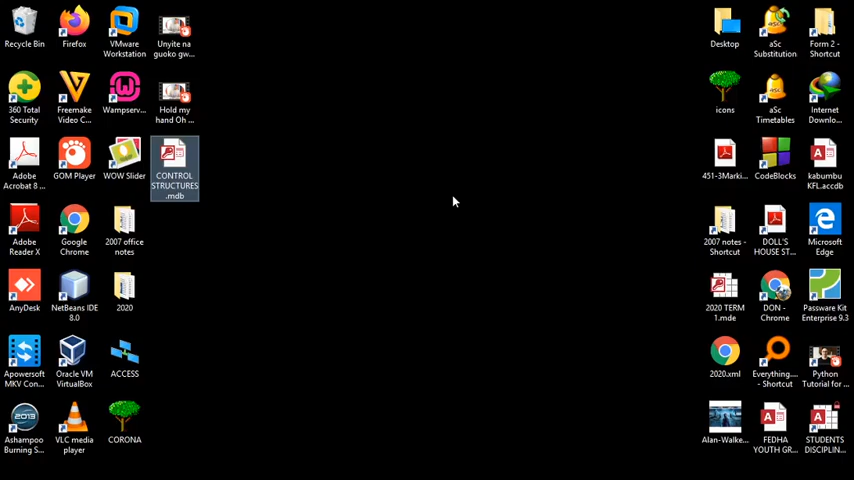 Recycle Bin
Firefox
VMware
Workstation
Unyite na
guoko gw...
360 Total
Security
Freemake
Video C...
Wampserv...
Hold my
hand Oh ...
Adobe
Acrobat 8 ...
GOM Player
WOW Slider
CONTROL
STRUCTURES
.mdb
Adobe
Reader X
Google
Chrome
2007 office
notes
AnyDesk
NetBeans IDE
8.0
2020
Apowersoft
MKV Con...
Oracle VM
VirtualBox
ACCESS
Ashampoo
Burning S...
VLC media
player
CORONA
Desktop
aSc
Substitution
Form 2 -
Shortcut
icons
aSc
Timetables
Internet
Downlo...
451-3Marki...
CodeBlocks
kabumbu
KFL.accdb
2007 notes -
Shortcut
DOLL'S
HOUSE ST...
Microsoft
Edge
2020 TERM
1.mde
DON -
Chrome
Passware Kit
Enterprise 9.3
2020.xml
Everything....
- Shortcut
Python
Tutorial for ...
Alan-Walke...
FEDHA
YOUTH GR...
STUDENTS
DISCIPLIN...